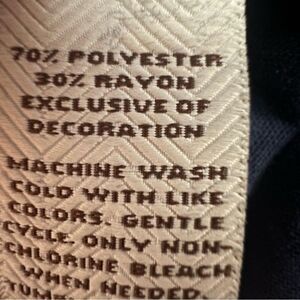 70% POLYESTER
30% RAYON
EXCLUSIVE OF
DECORATION
MACHINE WASH
COLD WITH LIKE
COLORS. GENTLE
CYCLE. ONLY NON-
CHLORINE BLEACH
WHEN NEEDED.